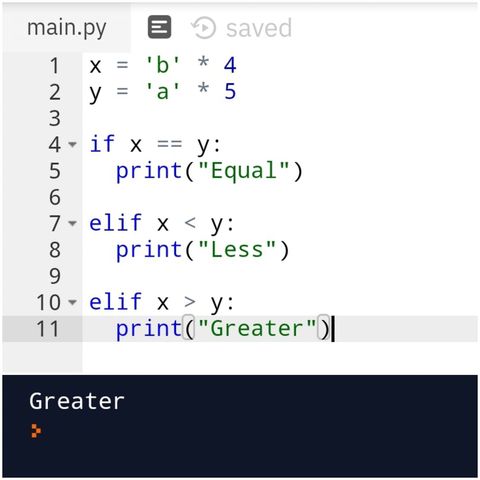 main.py saved
1 x = 'b' * 4
2 y = 'a' * 5
3
4 if x == y:
5   print("Equal")
6
7 elif x < y:
8   print("Less")
9
10 elif x > y:
11   print("Greater")
Greater